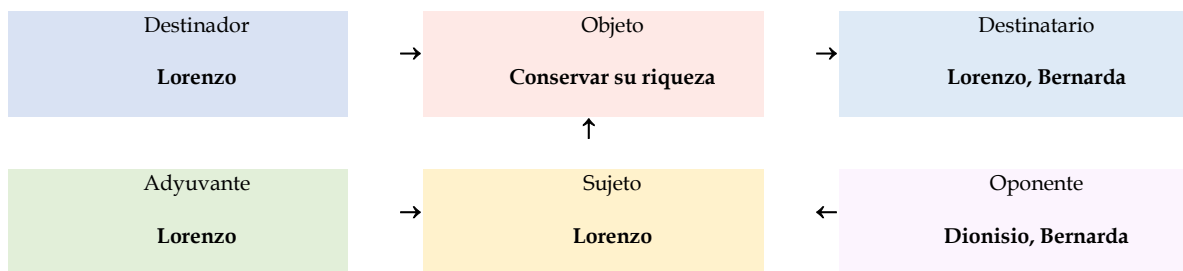 Destinador → Objeto → Destinatario
Lorenzo Conservar su riqueza Lorenzo, Bernarda
↑
Adyuvante → Sujeto ← Oponente
Lorenzo Lorenzo Dionisio, Bernarda